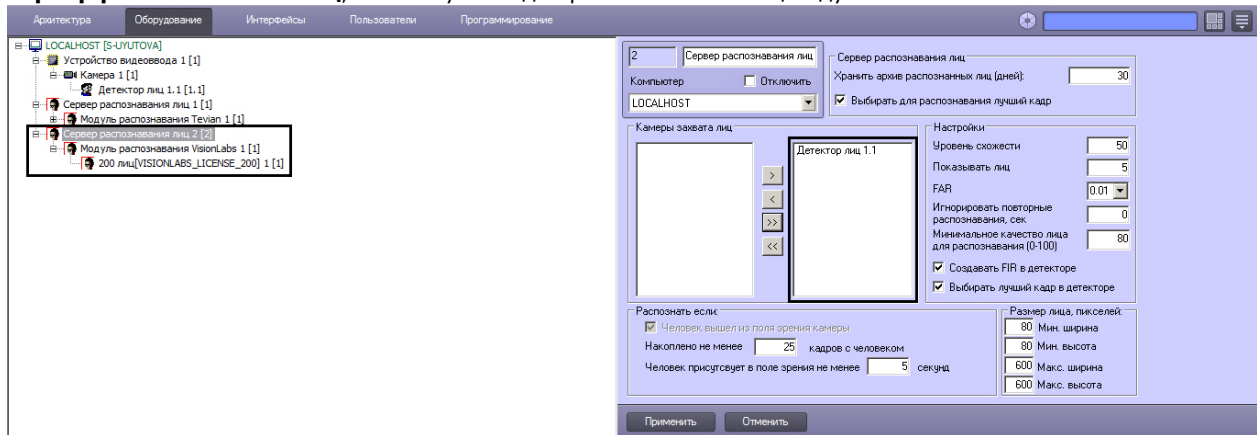 Архитектура Оборудование Интерфейсы Пользователи Программирование
LOCALHOST [S-UYUTOVA]
Устройство видеоввода 1 [1]
Камера 1 [1]
Детектор лиц 1.1 [1.1]
Сервер распознавания лиц 1 [1]
Модуль распознавания Tevian 1 [1]
Сервер распознавания лиц 2 [2]
Модуль распознавания VisionLabs 1 [1]
200 лиц[VISIONLABS_LICENSE_200] 1 [1]
2 Сервер распознавания лиц
Компьютер Отключить
LOCALHOST
Сервер распознавания лиц
Хранить архив распознанных лиц (дней): 30
Выбирать для распознавания лучший кадр
Камеры захвата лиц
Детектор лиц 1.1
>
<
>>
<<
Настройки
Уровень схожести 50
Показывать лиц 5
FAR 0.01
Игнорировать повторные
распознавания, сек 0
Минимальное качество лица
для распознавания (0-100) 80
Создавать FIR в детекторе
Выбирать лучший кадр в детекторе
Распознать если:
Человек вышел из поля зрения камеры
Накоплено не менее 25 кадров с человеком
Человек присутсвует в поле зрения не менее 5 секунд
Размер лица, пикселей:
80 Мин. ширина
80 Мин. высота
600 Макс. ширина
600 Макс. высота
Применить Отменить